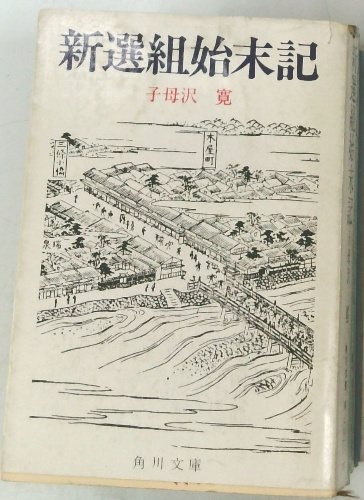 新選組始末記
子母沢 寛
木屋町
三條小橋
角川文庫